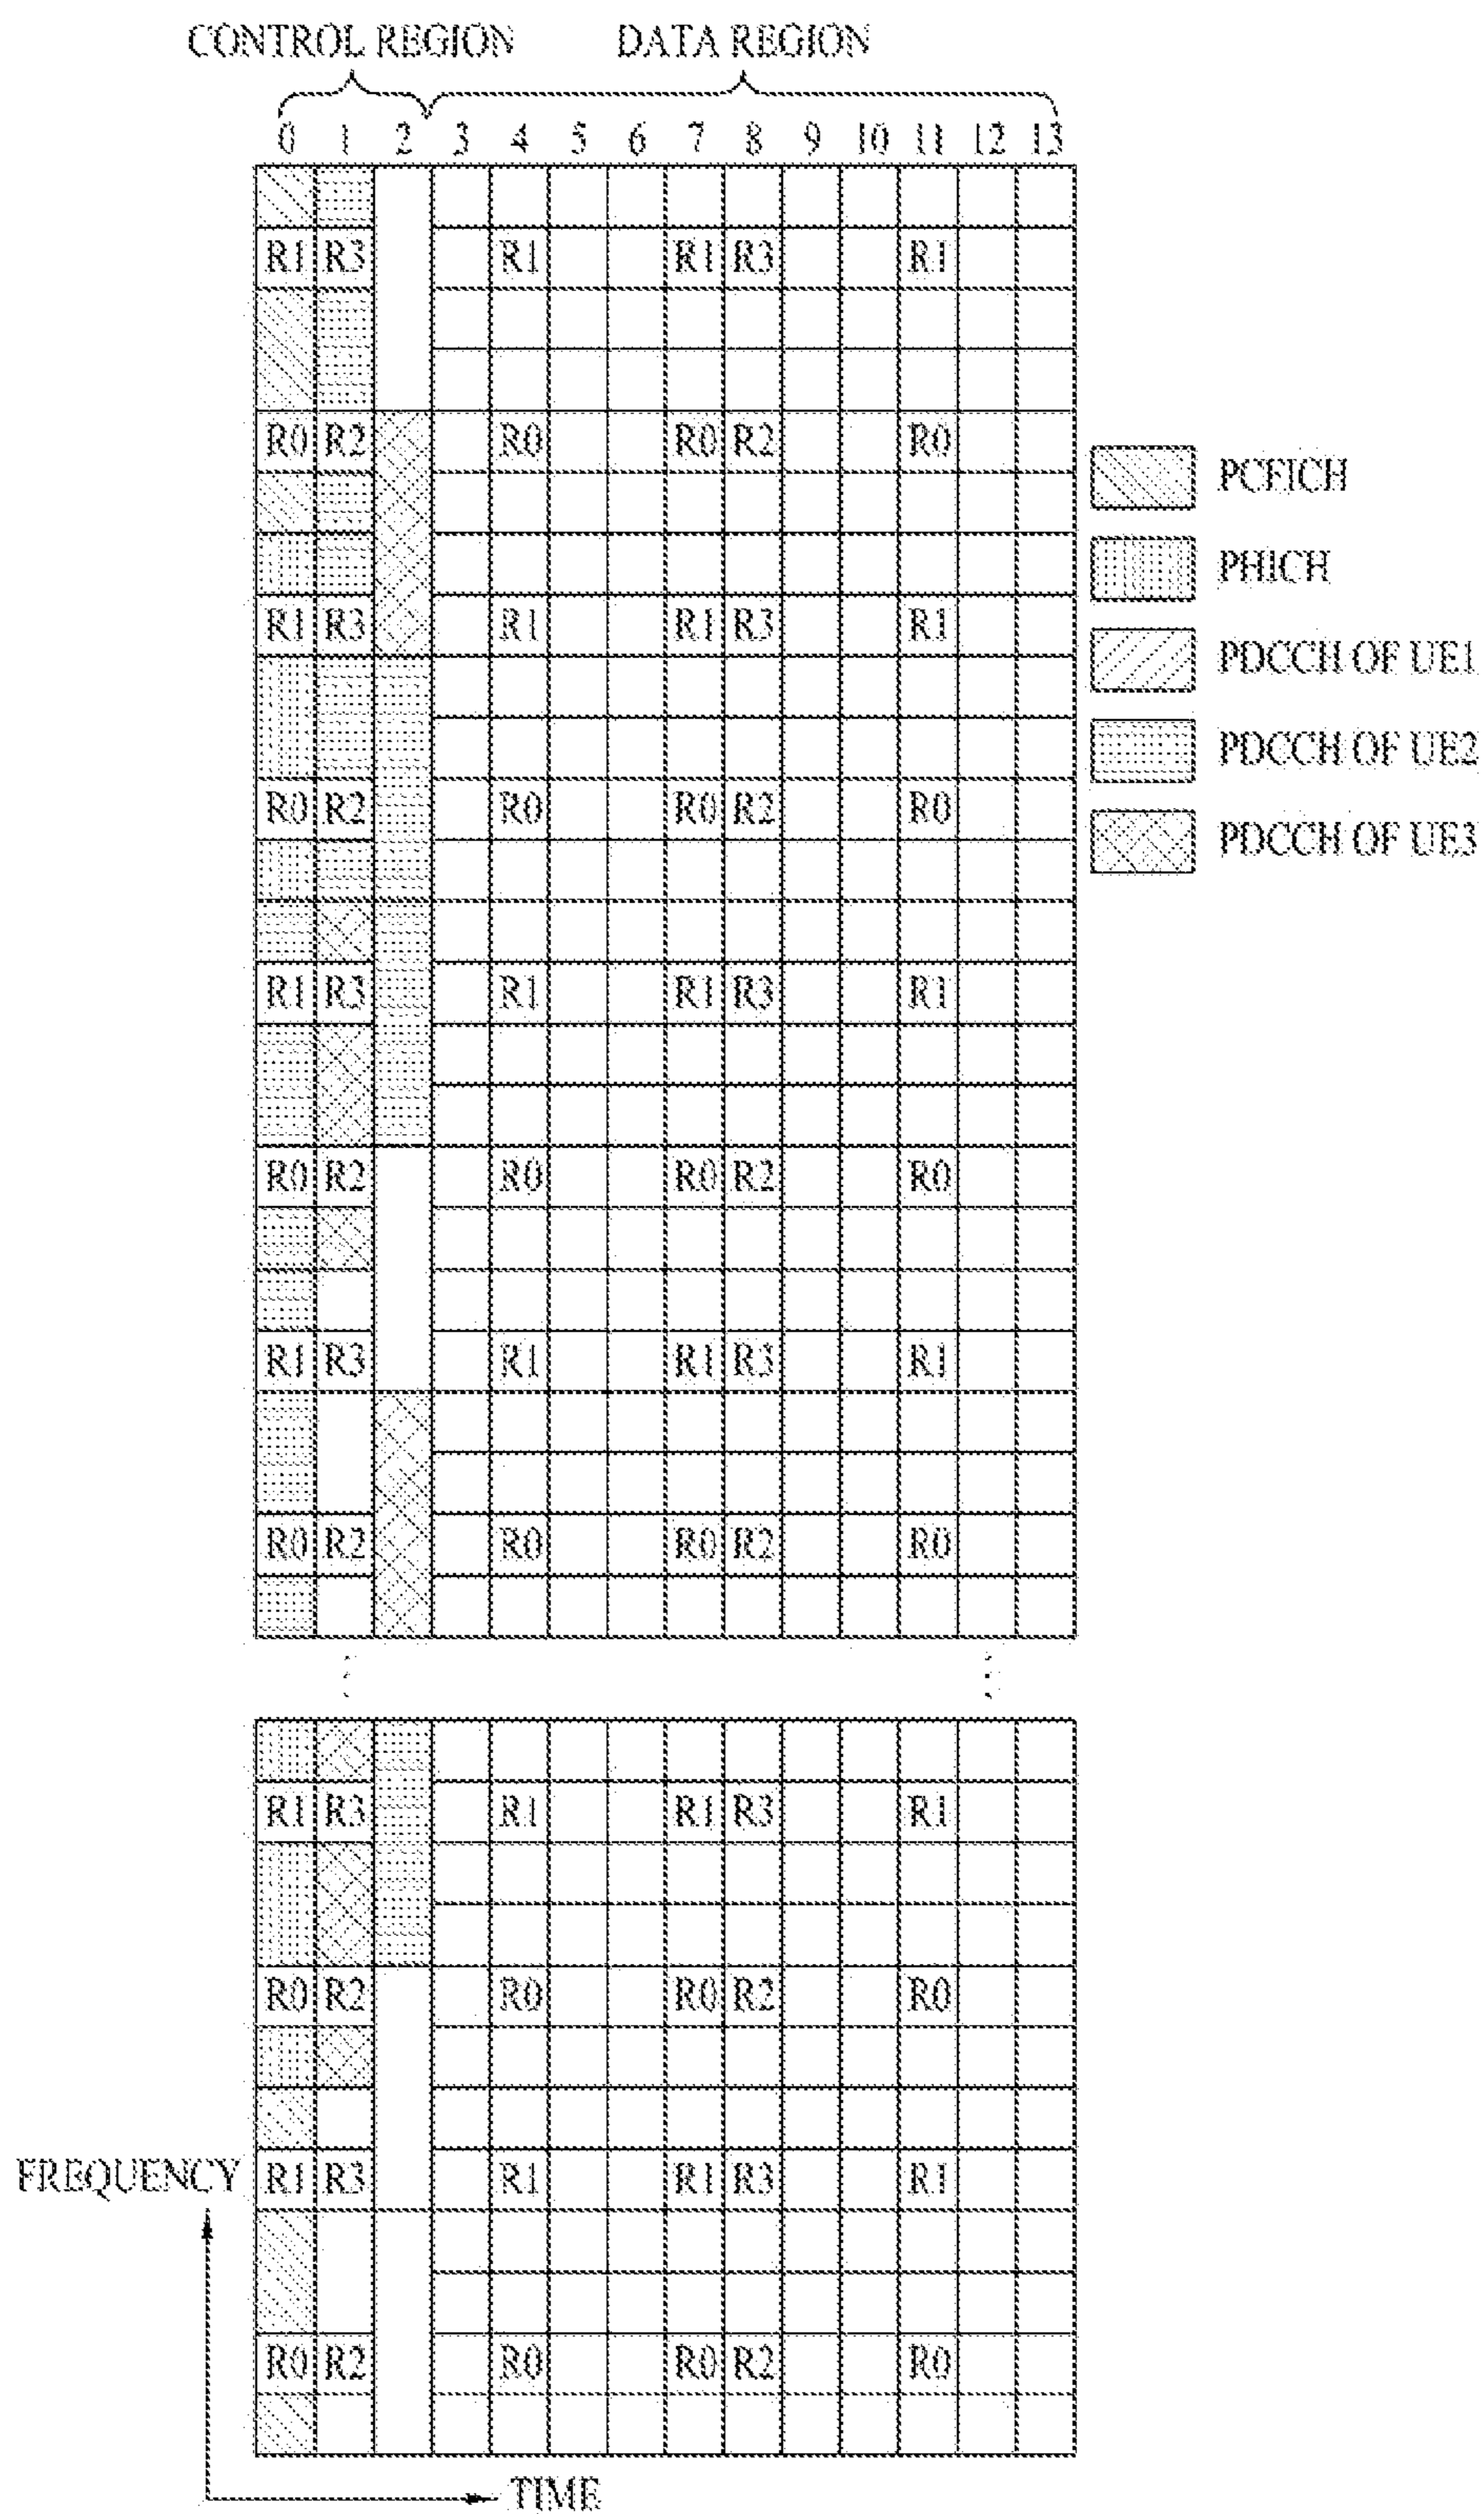 CONTROL REGION DATA REGION
0 1 2 3 4 5 6 7 8 9 10 11 12 13
R1 R3 R1 R1 R3 R1
R0 R2 R0 R0 R2 R0
PCFICH
PHICH
R1 R3 R1 R1 R3 R1
PDCCH OF UE1
PDCCH OF UE2
R0 R2 R0 R0 R2 R0
PDCCH OF UE3
R1 R3 R1 R1 R3 R1
R0 R2 R0 R0 R2 R0
R1 R3 R1 R1 R3 R1
R0 R2 R0 R0 R2 R0
R1 R3 R1 R1 R3 R1
R0 R2 R0 R0 R2 R0
FREQUENCY R1 R3 R1 R1 R3 R1
R0 R2 R0 R0 R2 R0
TIME